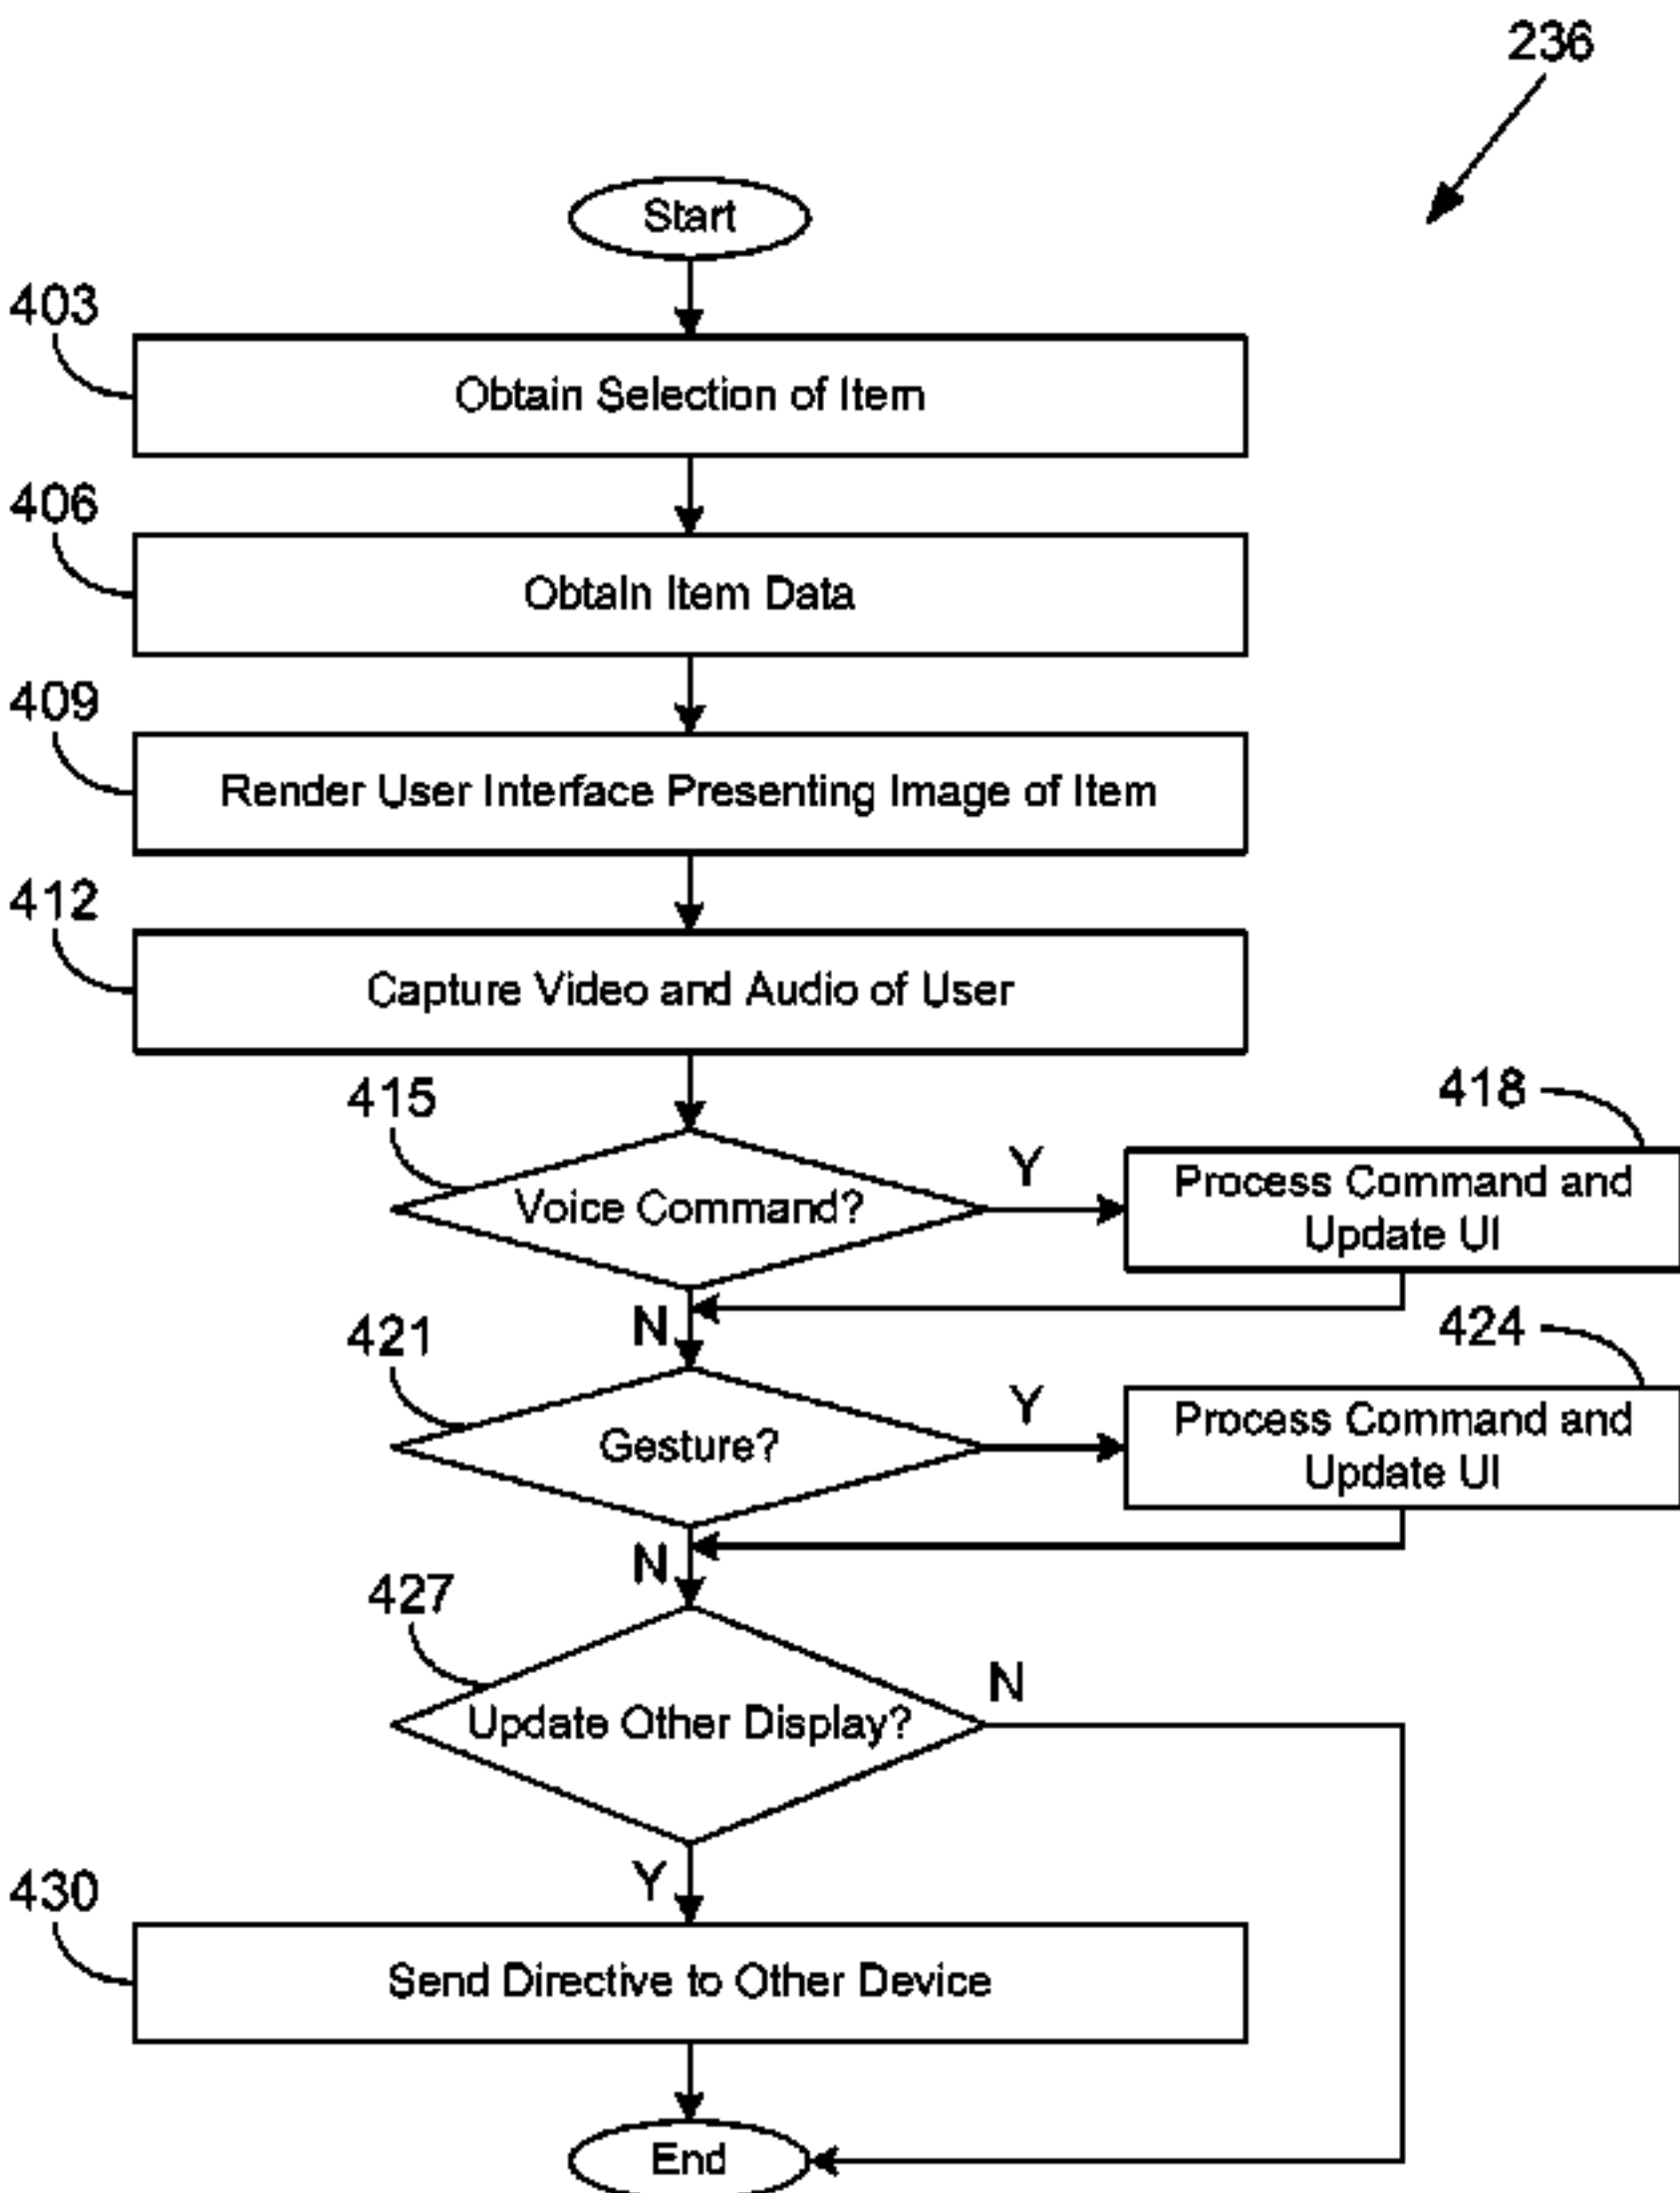 236
Start
403
Obtain Selection of Item
406
Obtain Item Data
409
Render User Interface Presenting Image of Item
412
Capture Video and Audio of User
415
Voice Command?
Y
418
Process Command and
Update UI
N
421
Gesture?
Y
424
Process Command and
Update UI
N
427
Update Other Display?
N
Y
430
Send Directive to Other Device
End